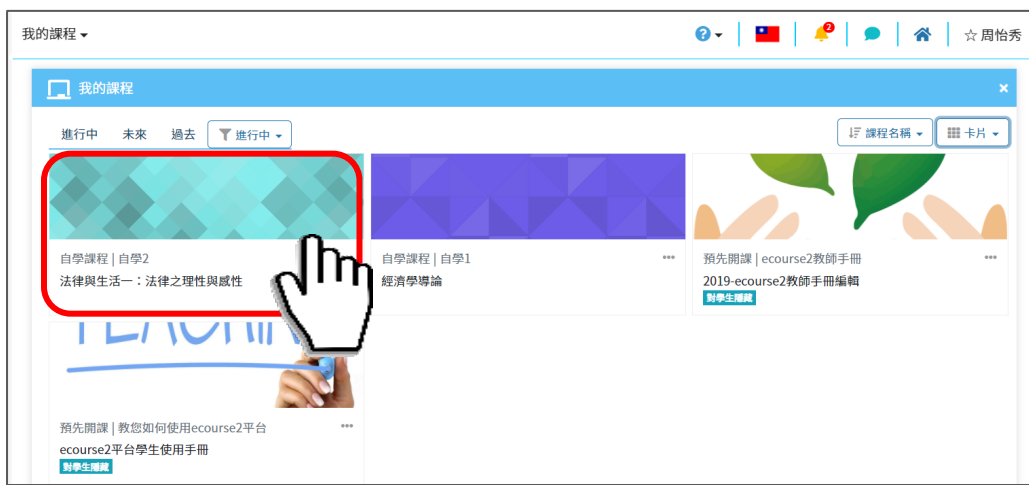 我的課程
2
周怡秀
我的課程
進行中 未來 過去 進行中
課程名稱 卡片
自學課程 | 自學2
法律與生活一：法律之理性與感性
自學課程 | 自學1
經濟學導論
預先開課 | ecourse2教師手冊
2019-ecourse2教師手冊編輯
對學生隱藏
預先開課 | 教您如何使用ecourse2平台
ecourse2平台學生使用手冊
對學生隱藏